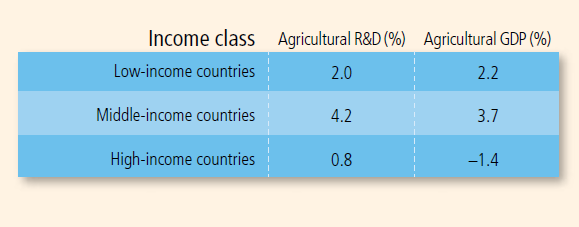 Income class Agricultural R&D (%) Agricultural GDP (%)
Low-income countries 2.0 2.2
Middle-income countries 4.2 3.7
High-income countries 0.8 –1.4